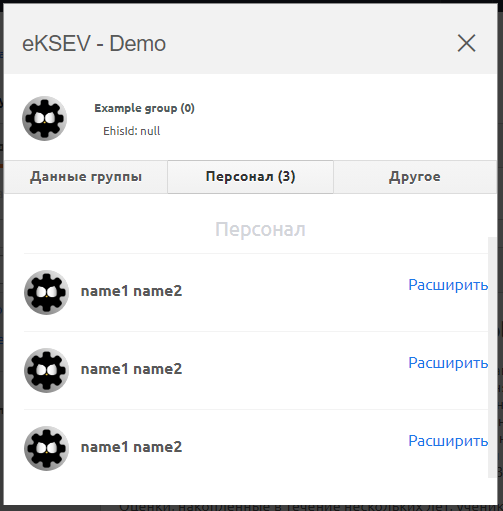 eKSEV - Demo
Example group (0)
EhisId: null
Данные группы Персонал (3) Другое
Персонал
name1 name2 Расширить
name1 name2 Расширить
name1 name2 Расширить
Оценки, накопленные в течение нескольких лет, учени